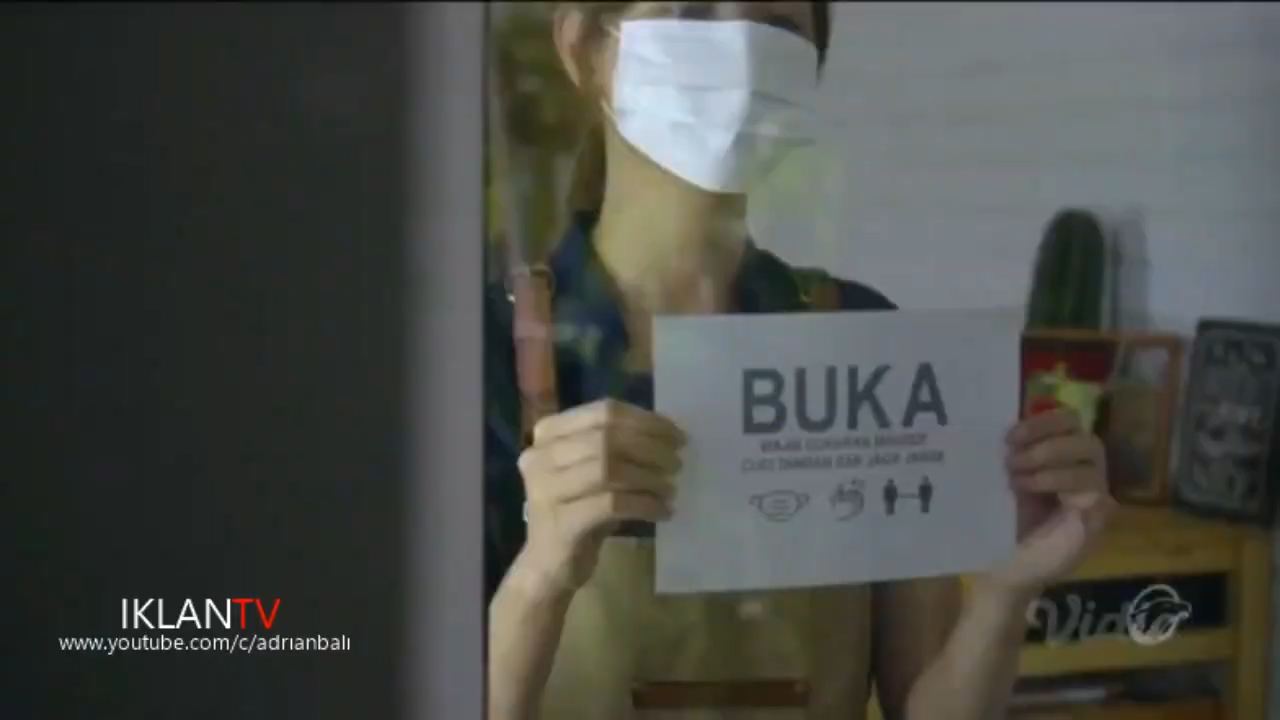 BUKA
WAJIB GUNAKAN MASKER
CUCI TANGAN DAN JAGA JARAK
IKLANTV
www.youtube.com/c/adrianbali
Vidio